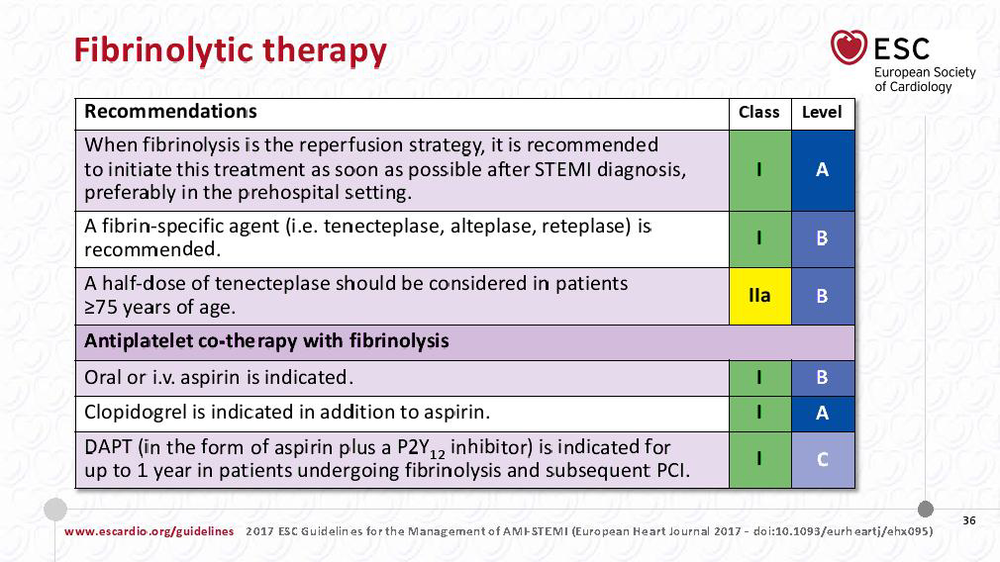 Fibrinolytic therapy
ESC
European Society
of Cardiology
Recommendations Class Level
When fibrinolysis is the reperfusion strategy, it is recommended
to initiate this treatment as soon as possible after STEMI diagnosis,
preferably in the prehospital setting.
I A
A fibrin-specific agent (i.e. tenecteplase, alteplase, reteplase) is
recommended.
I B
A half-dose of tenecteplase should be considered in patients
≥75 years of age.
IIa B
Antiplatelet co-therapy with fibrinolysis
Oral or i.v. aspirin is indicated. I B
Clopidogrel is indicated in addition to aspirin. I A
DAPT (in the form of aspirin plus a P2Y₁₂ inhibitor) is indicated for
up to 1 year in patients undergoing fibrinolysis and subsequent PCI.
I C
36
www.escardio.org/guidelines 2017 ESC Guidelines for the Management of AMI-STEMI (European Heart Journal 2017 - doi:10.1093/eurheartj/ehx095)